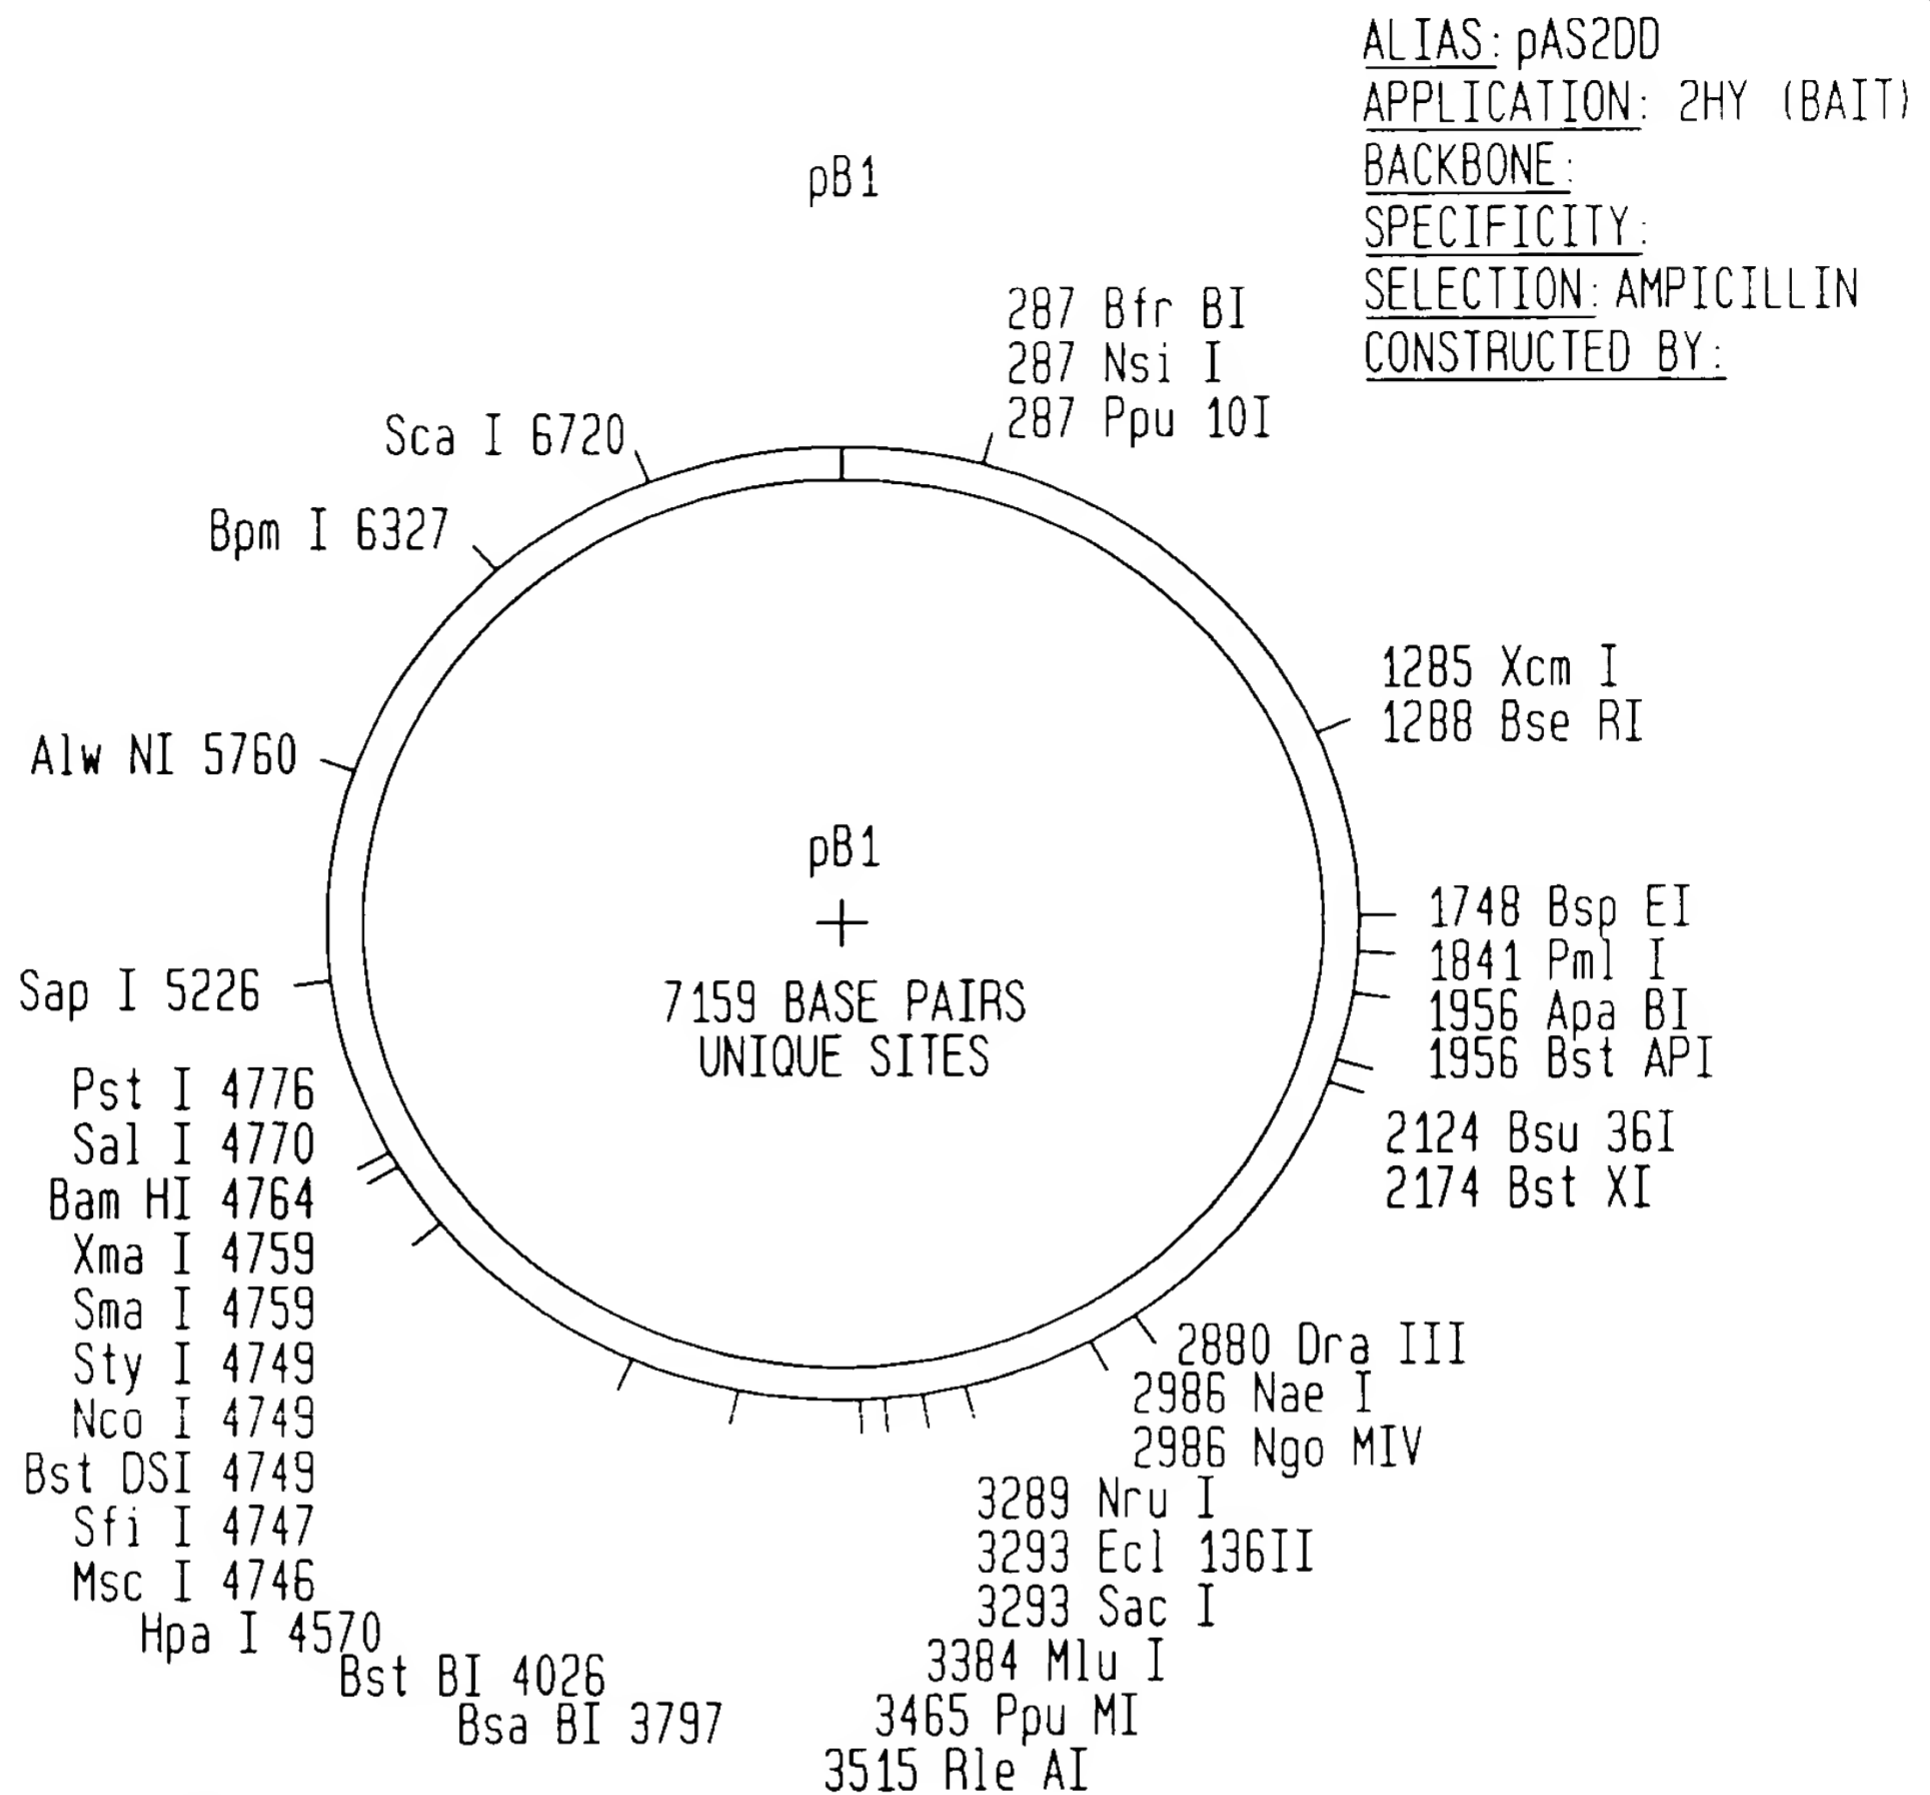 ALIAS: pAS2DD
APPLICATION: 2HY (BAIT)
BACKBONE:
SPECIFICITY:
SELECTION: AMPICILLIN
CONSTRUCTED BY:
pB1
287 Bfr BI
287 Nsi I
287 Ppu 10I
Sca I 6720
Bpm I 6327
1285 Xcm I
1288 Bse RI
Alw NI 5760
pB1
7159 BASE PAIRS
UNIQUE SITES
1748 Bsp EI
1841 Pml I
1956 Apa BI
1956 Bst API
2124 Bsu 36I
2174 Bst XI
Sap I 5226
Pst I 4776
Sal I 4770
Bam HI 4764
Xma I 4759
Sma I 4759
Sty I 4749
Nco I 4749
Bst DSI 4749
Sfi I 4747
Msc I 4746
Hpa I 4570
Bst BI 4026
Bsa BI 3797
2880 Dra III
2986 Nae I
2986 Ngo MIV
3289 Nru I
3293 Ecl 136II
3293 Sac I
3384 Mlu I
3465 Ppu MI
3515 Rle AI